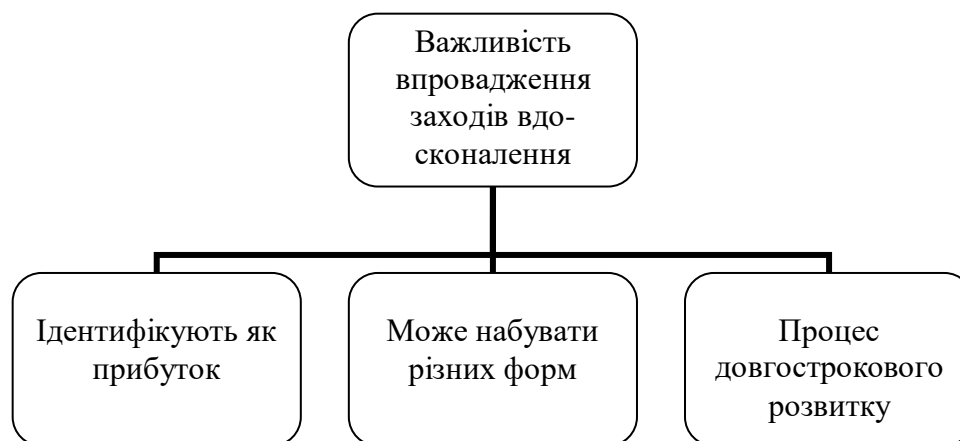 Важливість
впровадження
заходів вдо-
сконалення
Ідентифікують як
прибуток
Може набувати
різних форм
Процес
довгострокового
розвитку